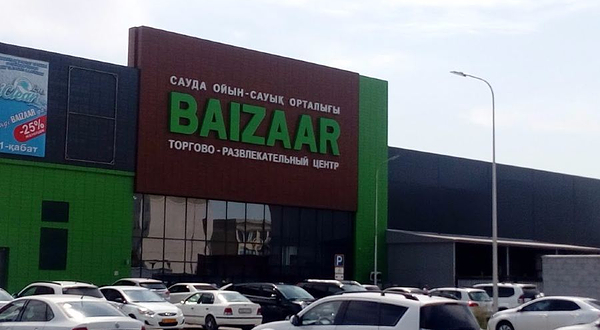 САУДА ОЙЫН-САУЫҚ ОРТАЛЫҒЫ
BAIZAAR
ТОРГОВО-РАЗВЛЕКАТЕЛЬНЫЙ ЦЕНТР
BAIZAAR
-25%
1-қабат
P